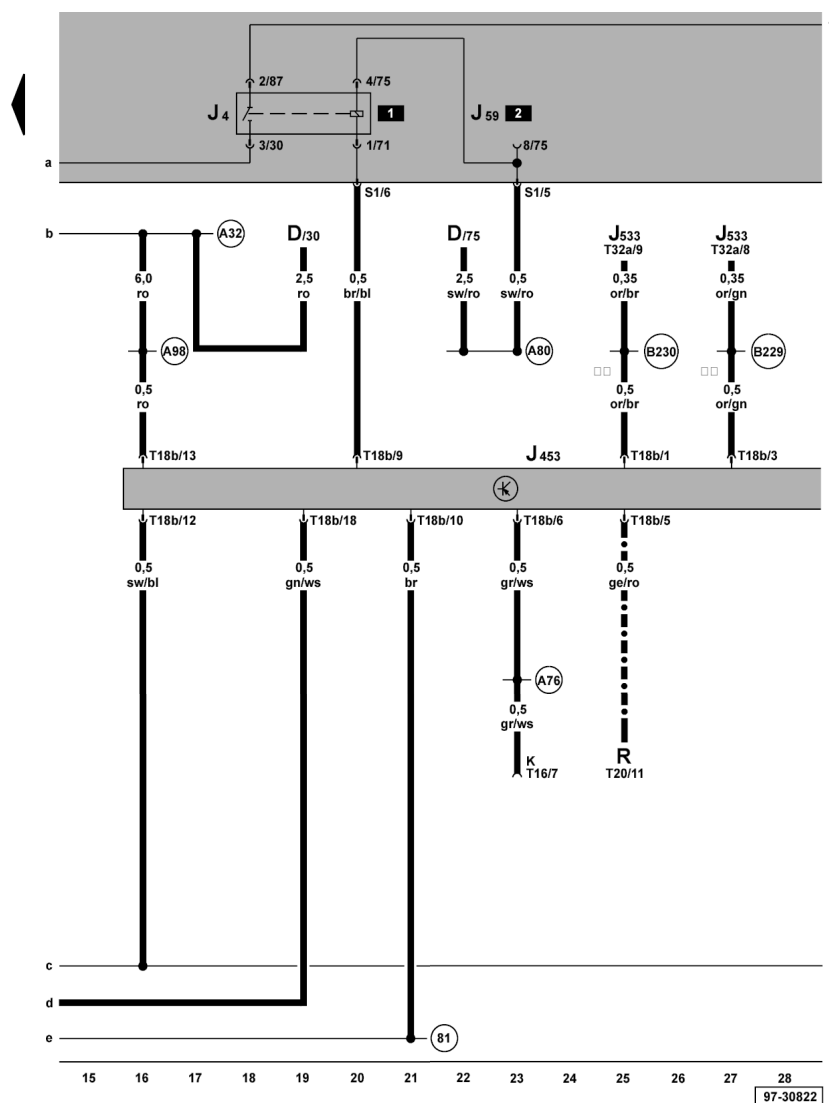 2/87 4/75
J4 1 J59 2
3/30 1/71 8/75
a
S1/6 S1/5
b A32 D/30 D/75 J533 J533
T32a/9 T32a/8
6,0 2,5 0,5 2,5 0,5 0,35 0,35
ro ro br/bl sw/ro sw/ro or/br or/gn
A98 A80 B230 B229
0,5 0,5 0,5
ro or/br or/gn
T18b/13 T18b/9 J453 T18b/1 T18b/3
T18b/12 T18b/18 T18b/10 T18b/6 T18b/5
0,5 0,5 0,5 0,5 0,5
sw/bl gn/ws br gr/ws ge/ro
A76
0,5
gr/ws
K R
T16/7 T20/11
c
d
e 81
15 16 17 18 19 20 21 22 23 24 25 26 27 28
97-30822